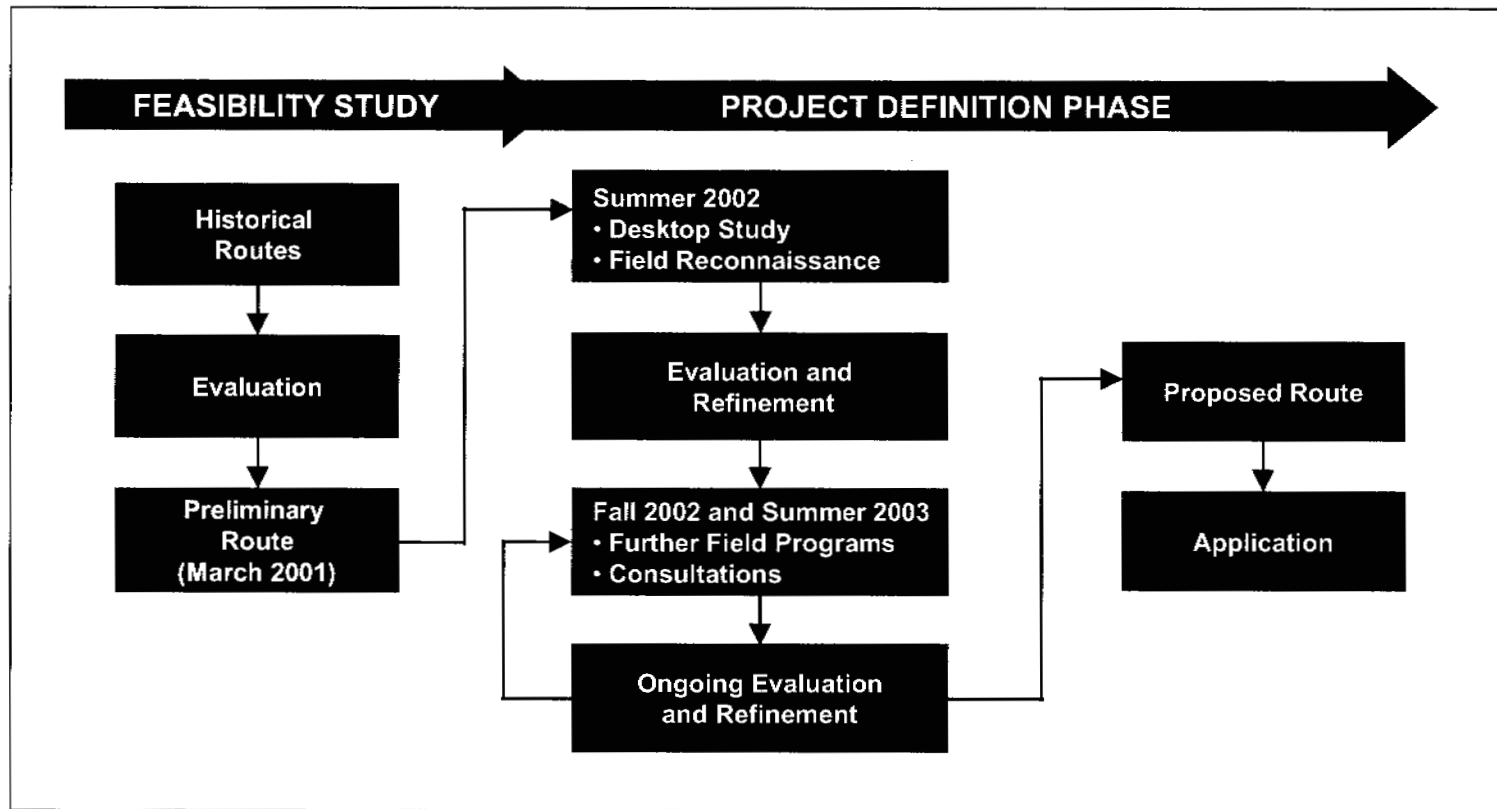 FEASIBILITY STUDY
PROJECT DEFINITION PHASE
Historical
Routes
Evaluation
Preliminary
Route
(March 2001)
Summer 2002
• Desktop Study
• Field Reconnaissance
Evaluation and
Refinement
Fall 2002 and Summer 2003
• Further Field Programs
• Consultations
Ongoing Evaluation
and Refinement
Proposed Route
Application